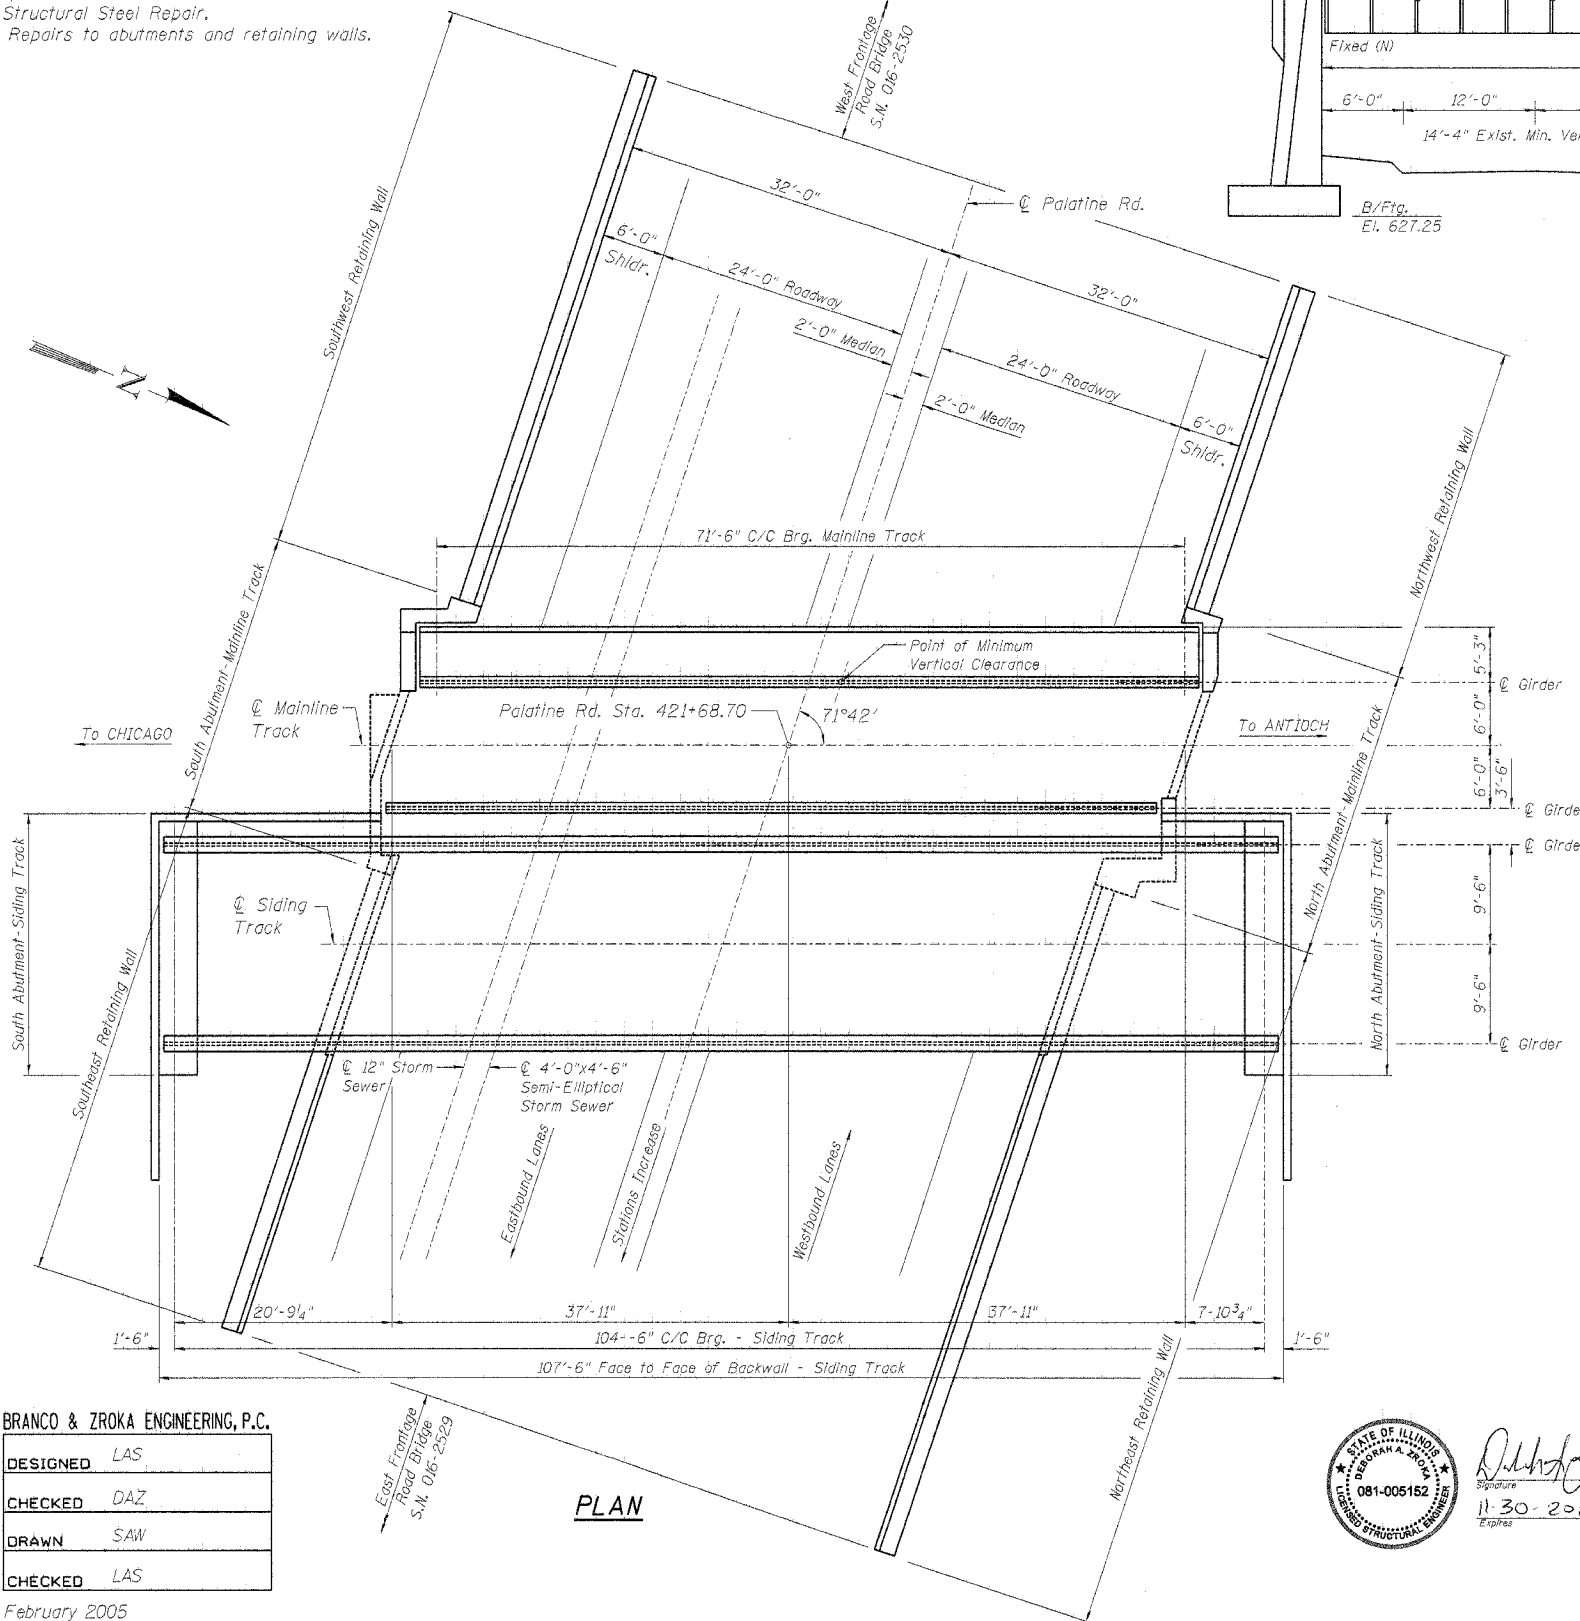 Structural Steel Repair.
Repairs to abutments and retaining walls.
West Frontage
Road Bridge
S.N. 016-2530
Fixed (N)
6'-0"
12'-0"
14'-4" Exist. Min.
B/Ftg.
El. 627.25
Southwest Retaining Wall
32'-0"
℄ Palatine Rd.
6'-0"
Shldr.
24'-0" Roadway
32'-0"
2'-0" Median
24'-0" Roadway
2'-0" Median
6'-0"
Shldr.
N
Northwest Retaining Wall
71'-6" C/C Brg. Mainline Track
South Abutment-Mainline Track
Point of Minimum
Vertical Clearance
5'-3"
℄ Girder
6'-0"
℄ Mainline
Track
Palatine Rd. Sta. 421+68.70
71°42'
To CHICAGO
To ANTIOCH
6'-0"
3'-6"
℄ Girde
℄ Girde
North Abutment-Mainline Track
South Abutment-Siding Track
North Abutment-Siding Track
℄ Siding
Track
9'-6"
9'-6"
℄ Girder
Southeast Retaining Wall
℄ 12" Storm
Sewer
℄ 4'-0"x4'-6"
Semi-Elliptical
Storm Sewer
Eastbound Lanes
Stations Increase
Westbound Lanes
20'-9¼"
37'-11"
37'-11"
7-10¾"
1'-6"
104'-6" C/C Brg. - Siding Track
1'-6"
107'-6" Face to Face of Backwall - Siding Track
Northeast Retaining Wall
East Frontage
Road Bridge
S.N. 016-2529
PLAN
BRANCO & ZROKA ENGINEERING, P.C.
DESIGNED LAS
CHECKED DAZ
DRAWN SAW
CHECKED LAS
February 2005
STATE OF ILLINOIS
DEBORAH A. ZROKA
081-005152
LICENSED STRUCTURAL ENGINEER
Signature
11-30-20
Expires